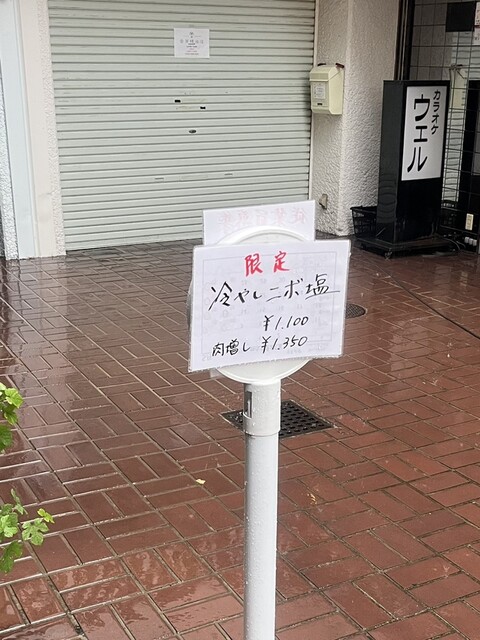 カラオケ
ウェル
限定
冷やしニボ塩
¥1.100
肉増し ¥1.350